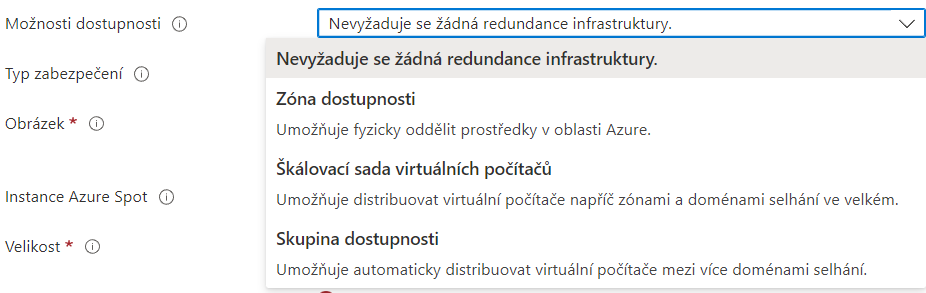 Možnosti dostupnosti
Nevyžaduje se žádná redundance infrastruktury.
Nevyžaduje se žádná redundance infrastruktury.
Typ zabezpečení
Zóna dostupnosti
Umožňuje fyzicky oddělit prostředky v oblasti Azure.
Obrázek *
Škálovací sada virtuálních počítačů
Umožňuje distribuovat virtuální počítače napříč zónami a doménami selhání ve velkém.
Instance Azure Spot
Skupina dostupnosti
Umožňuje automaticky distribuovat virtuální počítače mezi více doménami selhání.
Velikost *